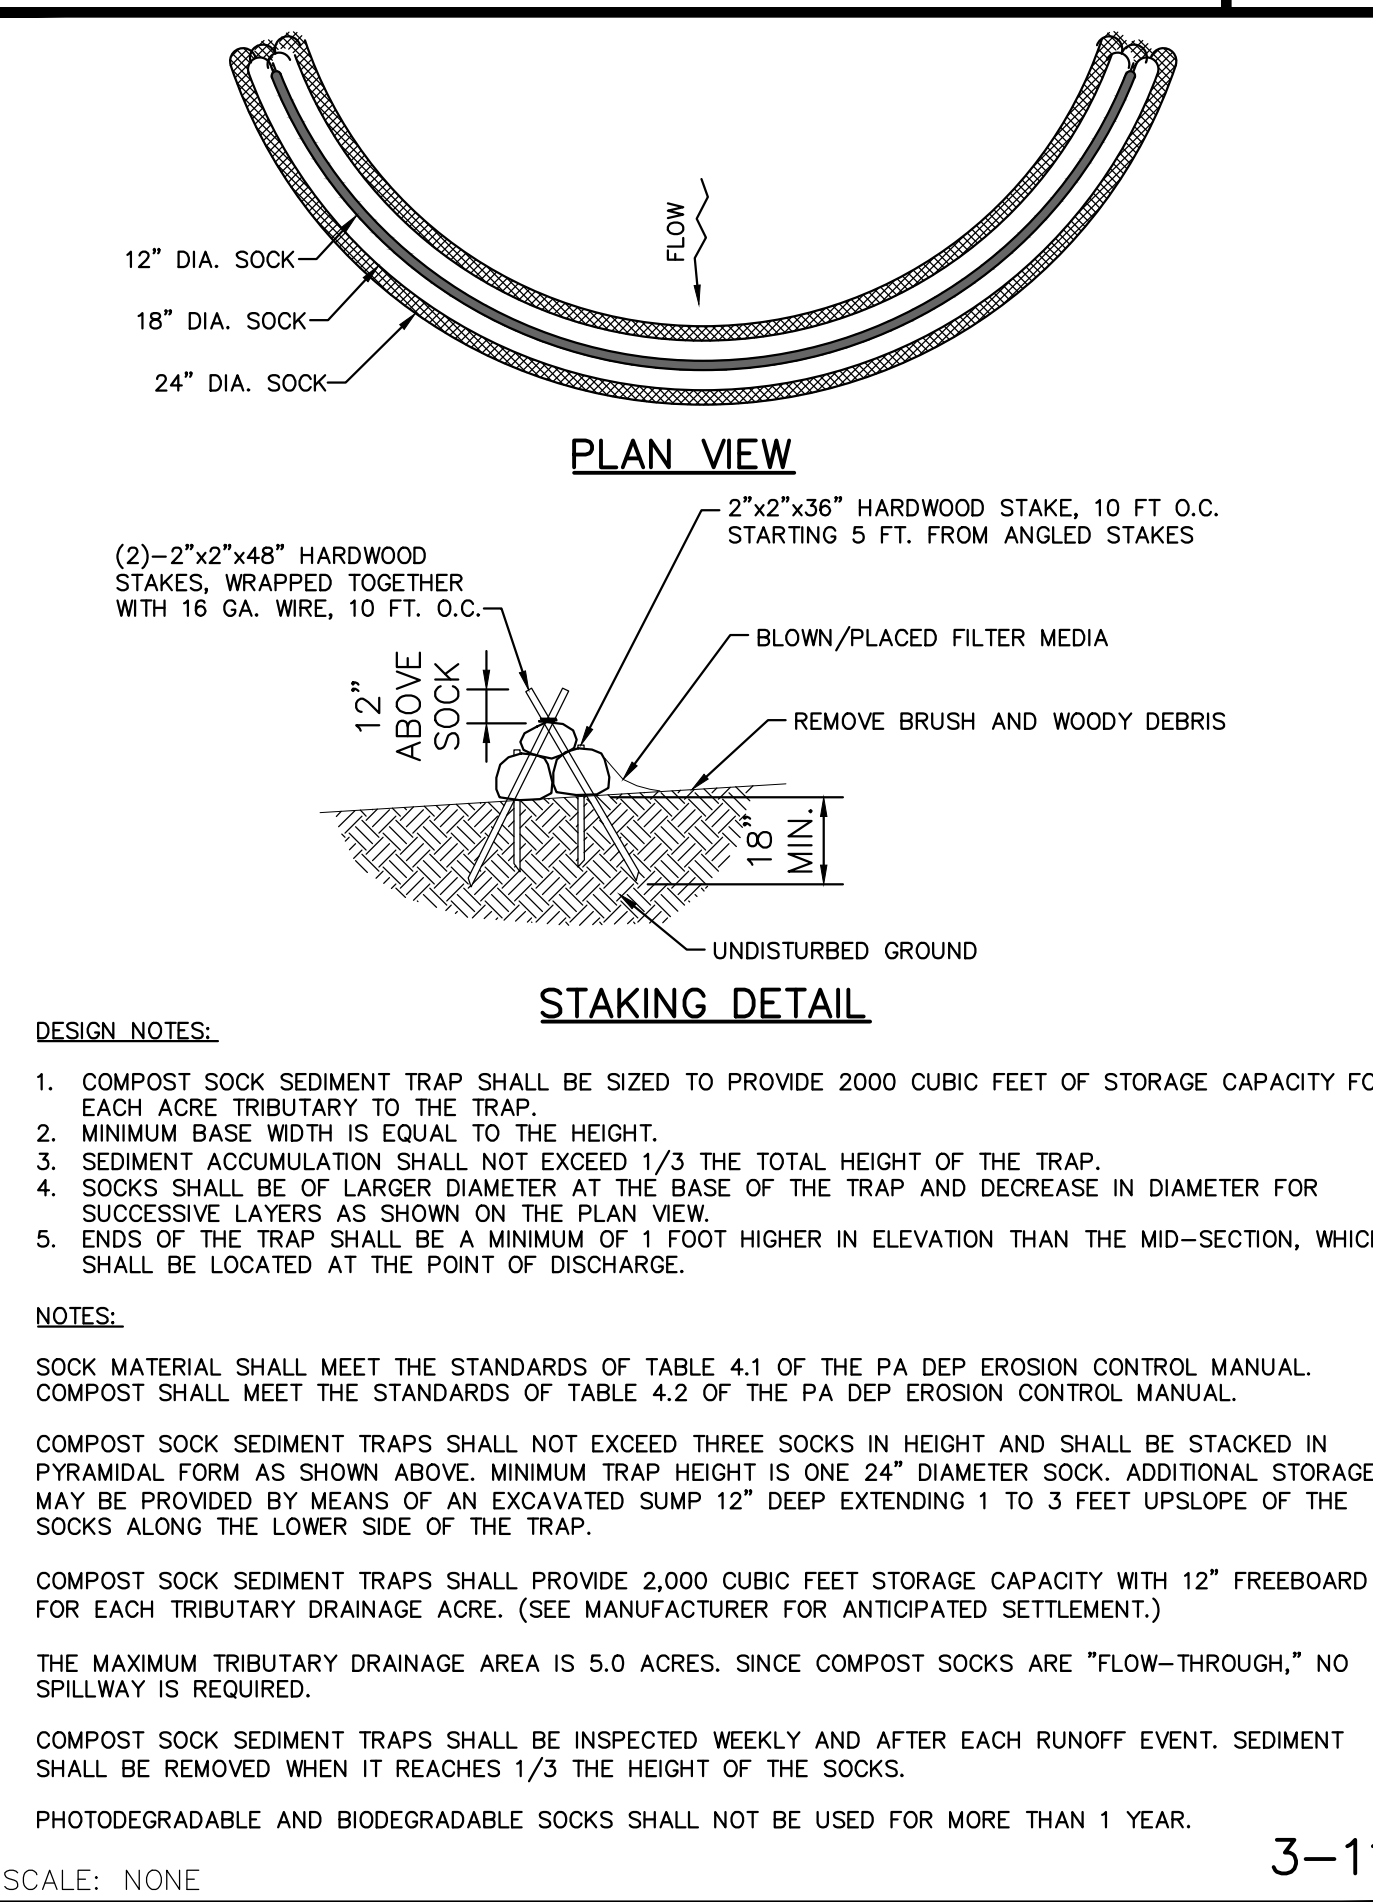 FLOW
12" DIA. SOCK
18" DIA. SOCK
24" DIA. SOCK
PLAN VIEW
2"x2"x36" HARDWOOD STAKE, 10 FT O.C.
STARTING 5 FT. FROM ANGLED STAKES
(2)-2"x2"x48" HARDWOOD
STAKES, WRAPPED TOGETHER
WITH 16 GA. WIRE, 10 FT. O.C.
BLOWN/PLACED FILTER MEDIA
12"
ABOVE
SOCK
REMOVE BRUSH AND WOODY DEBRIS
18"
MIN.
UNDISTURBED GROUND
STAKING DETAIL
DESIGN NOTES:
1. COMPOST SOCK SEDIMENT TRAP SHALL BE SIZED TO PROVIDE 2000 CUBIC FEET OF STORAGE CAPACITY FO
EACH ACRE TRIBUTARY TO THE TRAP.
2. MINIMUM BASE WIDTH IS EQUAL TO THE HEIGHT.
3. SEDIMENT ACCUMULATION SHALL NOT EXCEED 1/3 THE TOTAL HEIGHT OF THE TRAP.
4. SOCKS SHALL BE OF LARGER DIAMETER AT THE BASE OF THE TRAP AND DECREASE IN DIAMETER FOR
SUCCESSIVE LAYERS AS SHOWN ON THE PLAN VIEW.
5. ENDS OF THE TRAP SHALL BE A MINIMUM OF 1 FOOT HIGHER IN ELEVATION THAN THE MID-SECTION, WHICH
SHALL BE LOCATED AT THE POINT OF DISCHARGE.
NOTES:
SOCK MATERIAL SHALL MEET THE STANDARDS OF TABLE 4.1 OF THE PA DEP EROSION CONTROL MANUAL.
COMPOST SHALL MEET THE STANDARDS OF TABLE 4.2 OF THE PA DEP EROSION CONTROL MANUAL.
COMPOST SOCK SEDIMENT TRAPS SHALL NOT EXCEED THREE SOCKS IN HEIGHT AND SHALL BE STACKED IN
PYRAMIDAL FORM AS SHOWN ABOVE. MINIMUM TRAP HEIGHT IS ONE 24" DIAMETER SOCK. ADDITIONAL STORAGE
MAY BE PROVIDED BY MEANS OF AN EXCAVATED SUMP 12" DEEP EXTENDING 1 TO 3 FEET UPSLOPE OF THE
SOCKS ALONG THE LOWER SIDE OF THE TRAP.
COMPOST SOCK SEDIMENT TRAPS SHALL PROVIDE 2,000 CUBIC FEET STORAGE CAPACITY WITH 12" FREEBOARD
FOR EACH TRIBUTARY DRAINAGE ACRE. (SEE MANUFACTURER FOR ANTICIPATED SETTLEMENT.)
THE MAXIMUM TRIBUTARY DRAINAGE AREA IS 5.0 ACRES. SINCE COMPOST SOCKS ARE "FLOW-THROUGH," NO
SPILLWAY IS REQUIRED.
COMPOST SOCK SEDIMENT TRAPS SHALL BE INSPECTED WEEKLY AND AFTER EACH RUNOFF EVENT. SEDIMENT
SHALL BE REMOVED WHEN IT REACHES 1/3 THE HEIGHT OF THE SOCKS.
PHOTODEGRADABLE AND BIODEGRADABLE SOCKS SHALL NOT BE USED FOR MORE THAN 1 YEAR.
3-11
SCALE: NONE